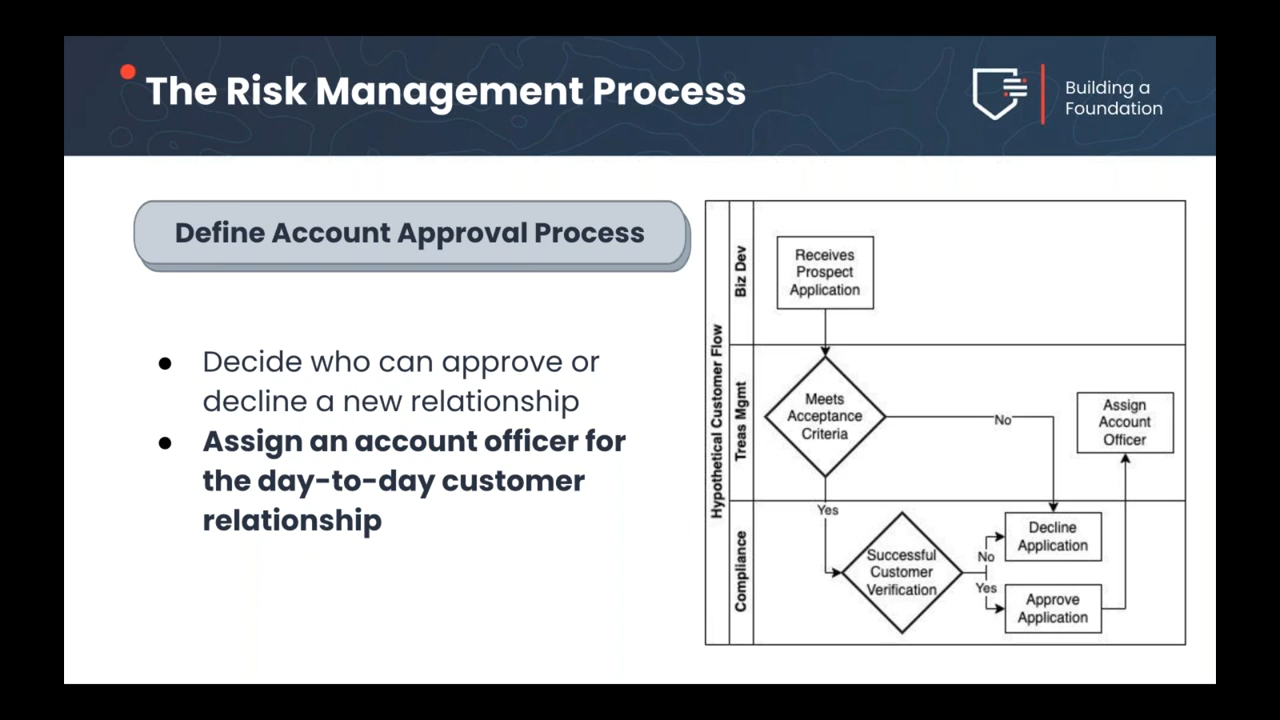 The Risk Management Process
Building a
Foundation
Define Account Approval Process
● Decide who can approve or
decline a new relationship
● Assign an account officer for
the day-to-day customer
relationship
Hypothetical Customer Flow
Biz Dev
Receives
Prospect
Application
Treas Mgmt
Meets
Acceptance
Criteria
No
Assign
Account
Officer
Yes
Compliance
Successful
Customer
Verification
No
Yes
Decline
Application
Approve
Application